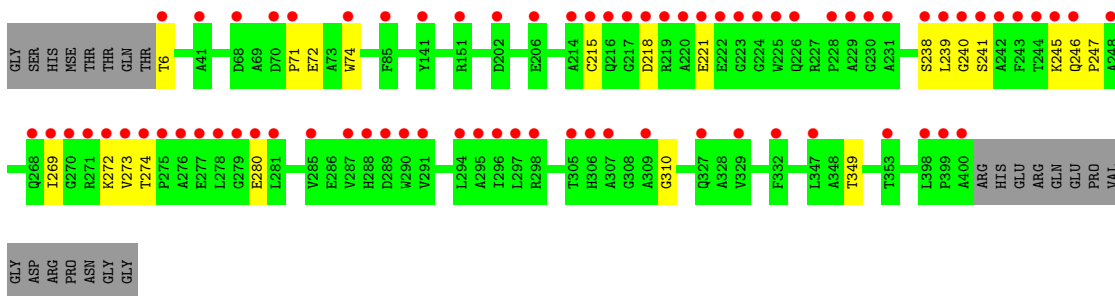 GLY SER HIS MSE THR THR GLN THR T6 A41 D68 A69 D70 P71 E72 A73 W74 F85 Y141 R151 D202 E206 A214 C215 Q216 G217 D218 R219 A220 E221 E222 G223 G224 W225 Q226 R227 P228 A229 G230 A231 S238 L239 G240 S241 A242 F243 T244 K245 Q246 P247 A248
Q268 I269 G270 R271 K272 V273 T274 P275 A276 E277 L278 G279 E280 L281 V285 E286 V287 H288 D289 W290 V291 L294 A295 I296 L297 R298 T305 H306 A307 G308 A309 G310 Q327 A328 V329 F332 L347 A348 T349 T353 L398 P399 A400 ARG HIS GLU ARG GLN GLU PRO VAL
GLY ASP ARG PRO ASN GLY GLY